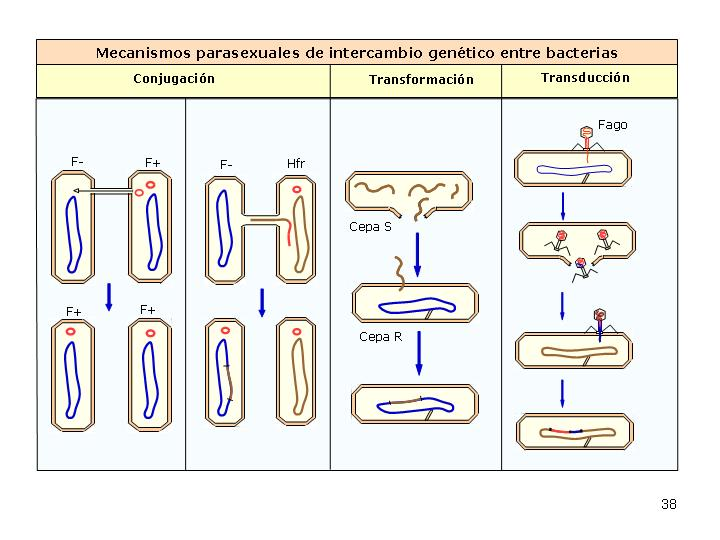 Mecanismos parasexuales de intercambio genético entre bacterias
Conjugación
Transformación
Transducción
F-
F+
F+
F+
F-
Hfr
Cepa S
Cepa R
Fago
38